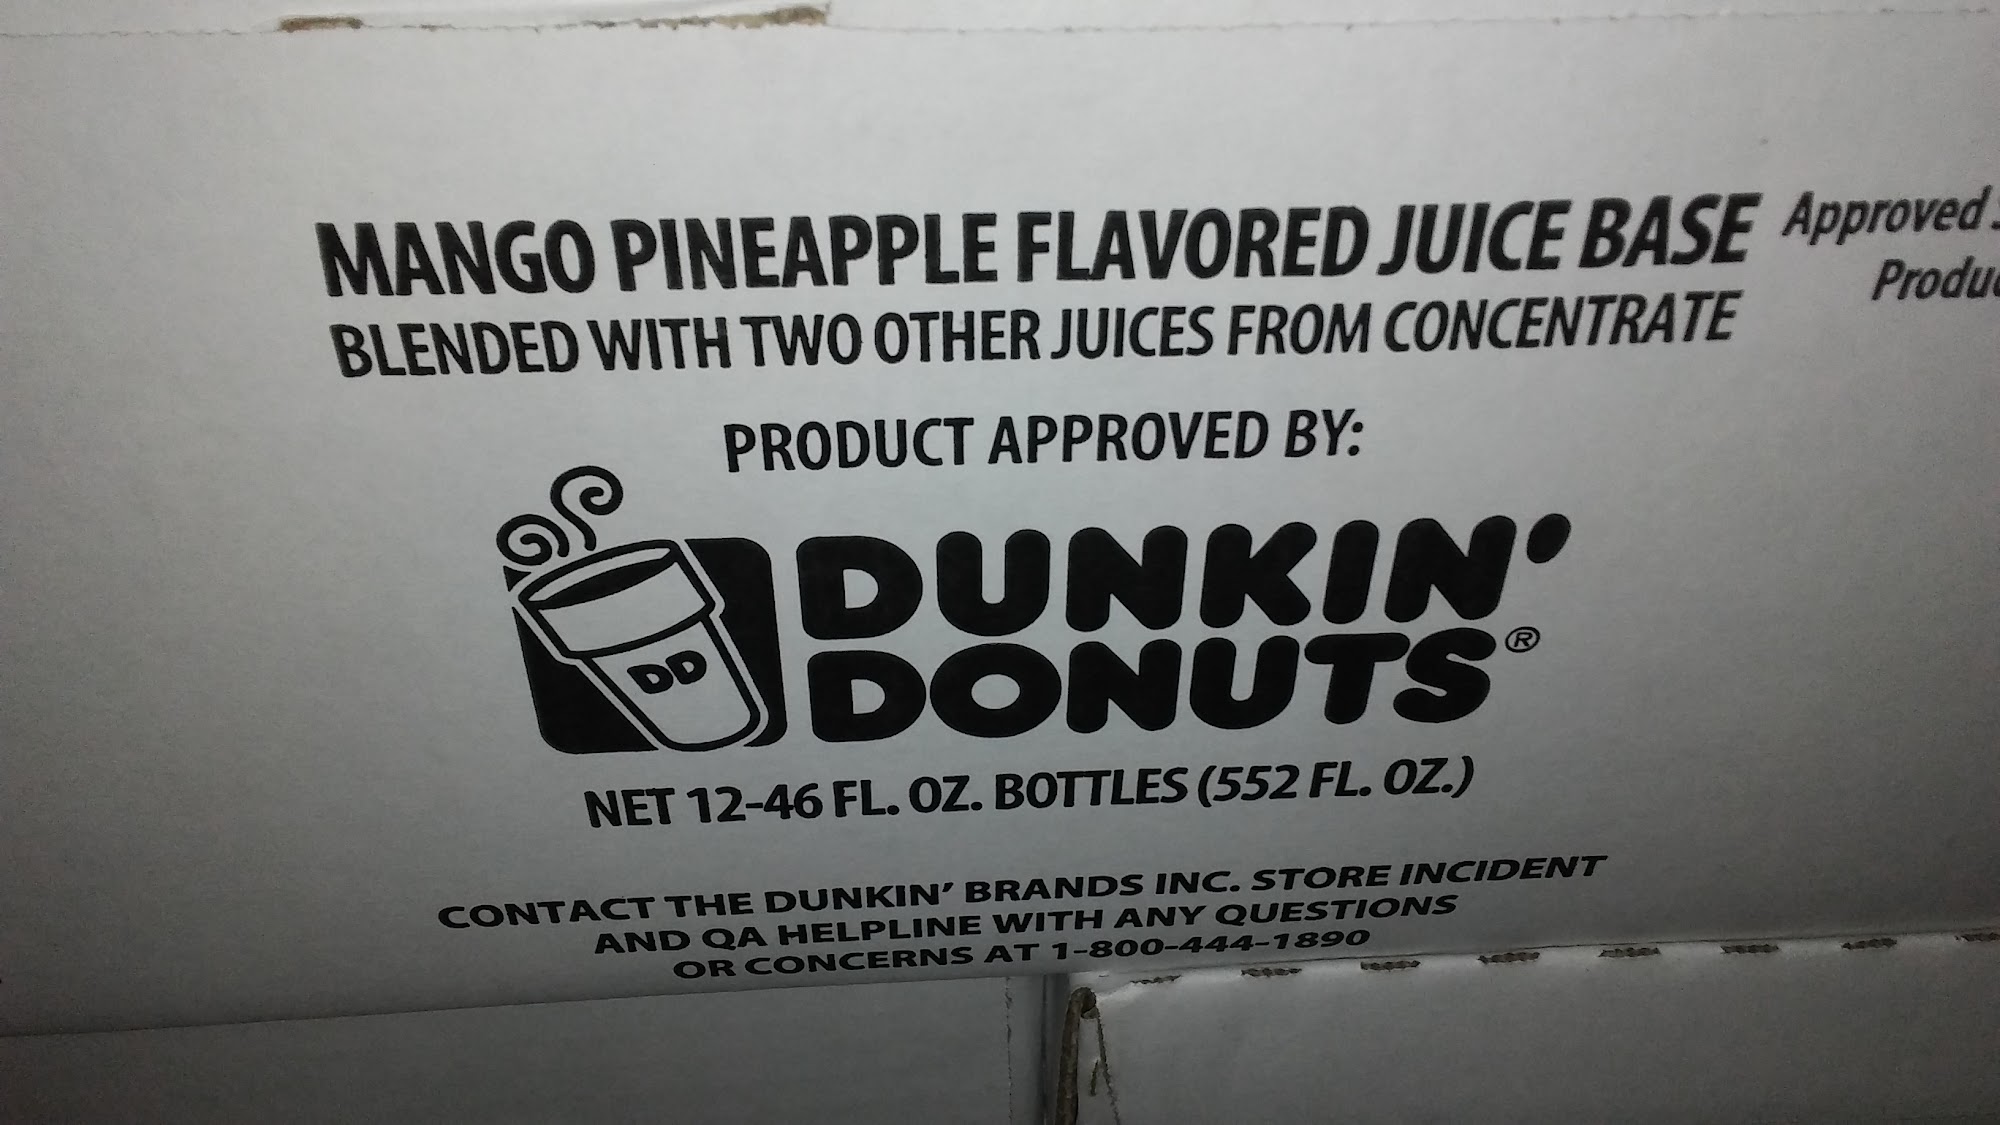 MANGO PINEAPPLE FLAVORED JUICE BASE
BLENDED WITH TWO OTHER JUICES FROM CONCENTRATE
Approved
PRODUCT APPROVED BY:
DD
DUNKIN'
DONUTS®
NET 12-46 FL. OZ. BOTTLES (552 FL. OZ.)
CONTACT THE DUNKIN' BRANDS INC. STORE INCIDENT
AND QA HELPLINE WITH ANY QUESTIONS
OR CONCERNS AT 1-800-444-1890